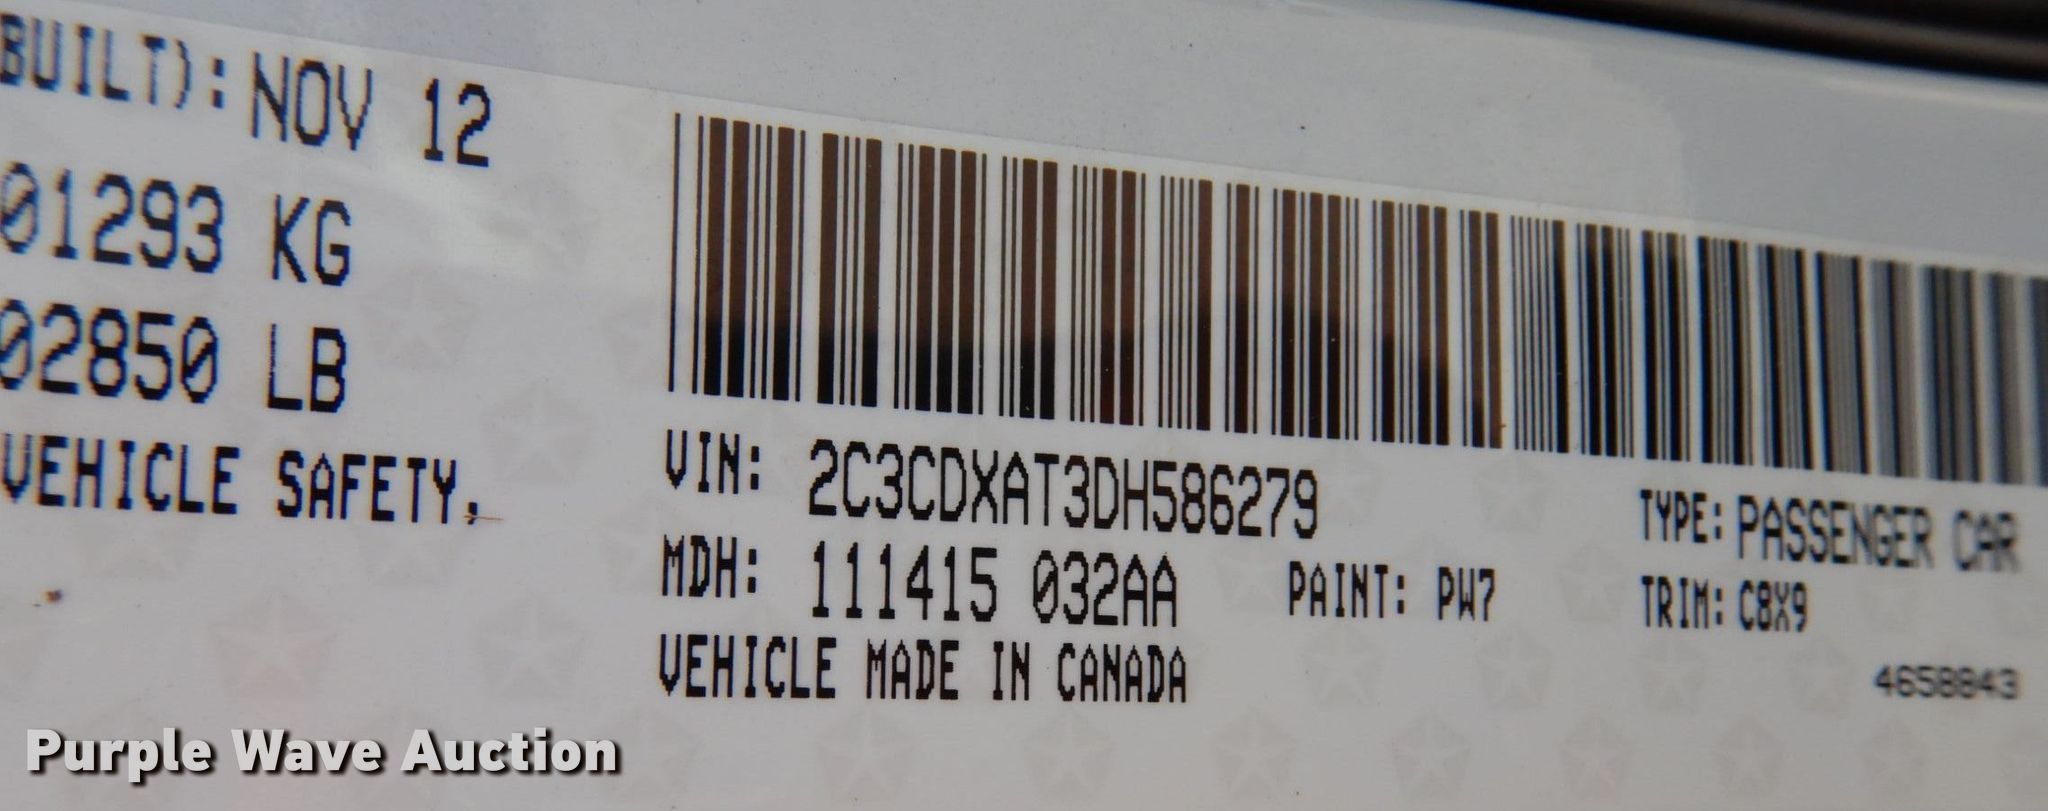 BUILT): NOV 12
01293 KG
02850 LB
VEHICLE SAFETY,
VIN: 2C3CDXAT3DH586279
TYPE: PASSENGER CAR
MDH: 111415 032AA PAINT: PW7
TRIM: C8X9
VEHICLE MADE IN CANADA
4658843
Purple Wave Auction